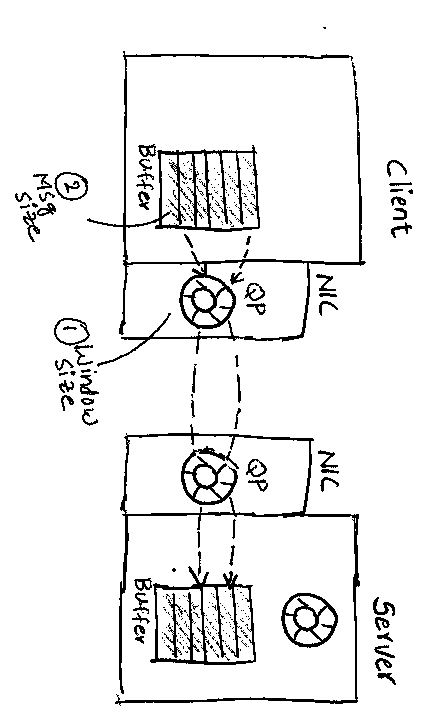 Client
Buffer
② Msg
size
NIC
QP
① Window
size
NIC
QP
Server
Buffer